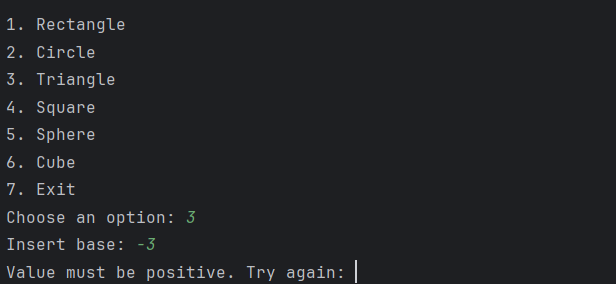 1. Rectangle
2. Circle
3. Triangle
4. Square
5. Sphere
6. Cube
7. Exit
Choose an option: 3
Insert base: -3
Value must be positive. Try again: